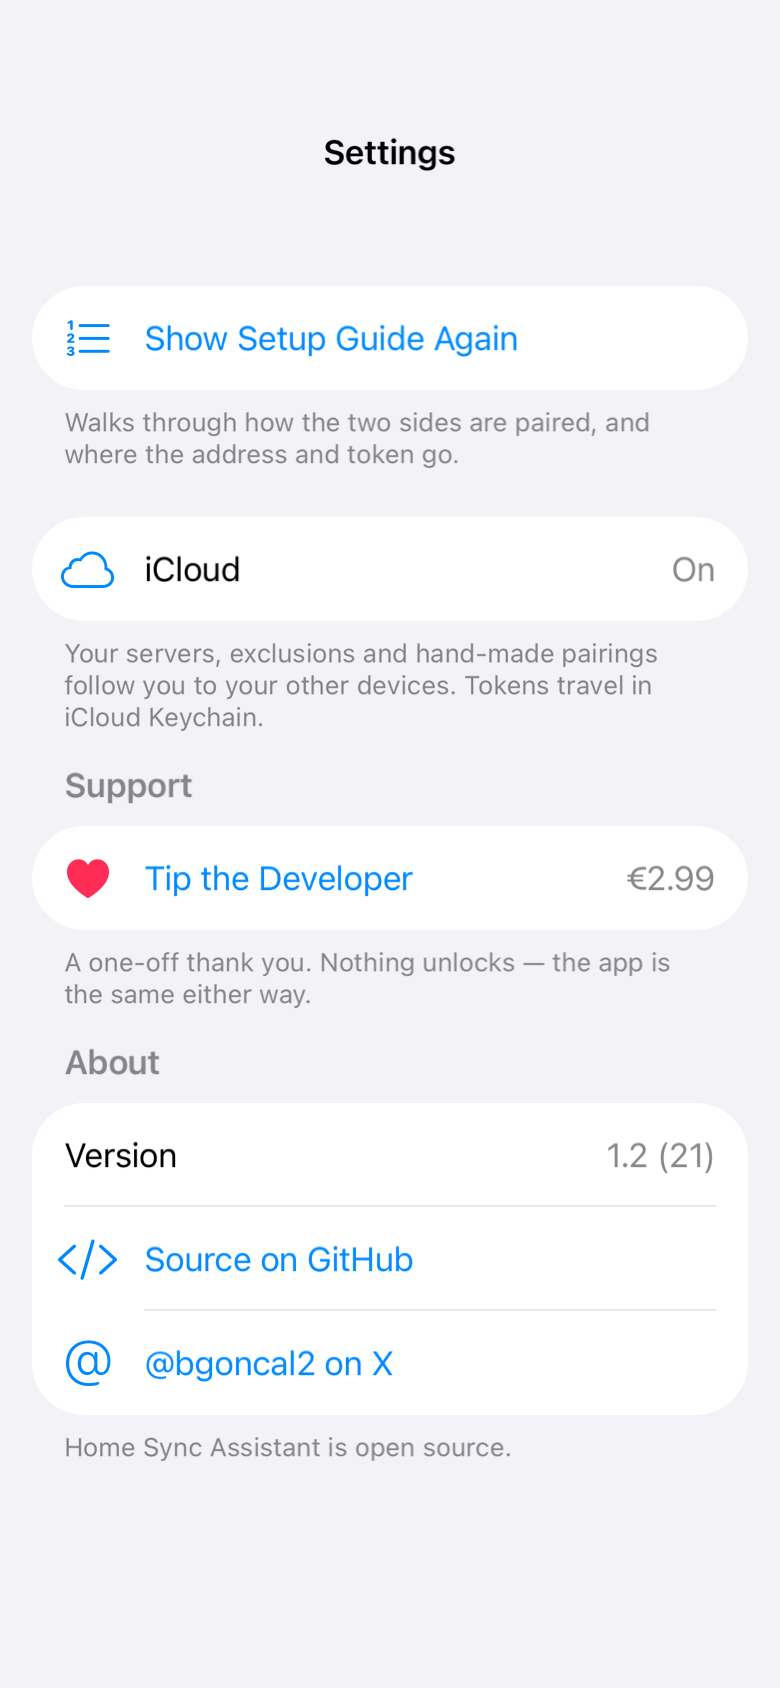 Settings
Show Setup Guide Again
Walks through how the two sides are paired, and
where the address and token go.
iCloud On
Your servers, exclusions and hand-made pairings
follow you to your other devices. Tokens travel in
iCloud Keychain.
Support
Tip the Developer €2.99
A one-off thank you. Nothing unlocks — the app is
the same either way.
About
Version 1.2 (21)
Source on GitHub
@bgoncal2 on X
Home Sync Assistant is open source.